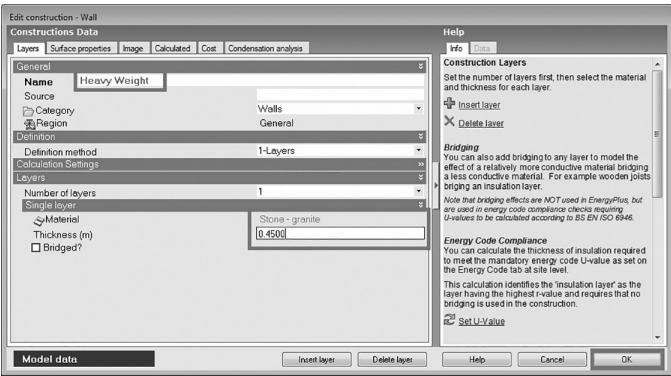 Edit construction - Wall
Constructions Data
Layers Surface properties Image Calculated Cost Condensation analysis
General
Name Heavy Weight
Source
Category Walls
Region General
Definition
Definition method 1-Layers
Calculation Settings
Layers
Number of layers 1
Single layer
Material Stone - granite
Thickness (m) 0.4500
Bridged?
Model data
Insert layer Delete layer Help Cancel OK
Help
Info Data
Construction Layers
Set the number of layers first, then select the material
and thickness for each layer.
Insert layer
Delete layer
Bridging
You can also add bridging to any layer to model the
effect of a relatively more conductive material bridging
a less conductive material. For example wooden joists
briging an insulation layer.
Note that bridging effects are NOT used in EnergyPlus, but
are used in energy code compliance checks requiring
U-values to be calculated according to BS EN ISO 6946.
Energy Code Compliance
You can calculate the thickness of insulation required
to meet the mandatory energy code U-value as set on
the Energy Code tab at site level.
This calculation identifies the 'insulation layer' as the
layer having the highest r-value and requires that no
bridging is used in the construction.
Set U-Value